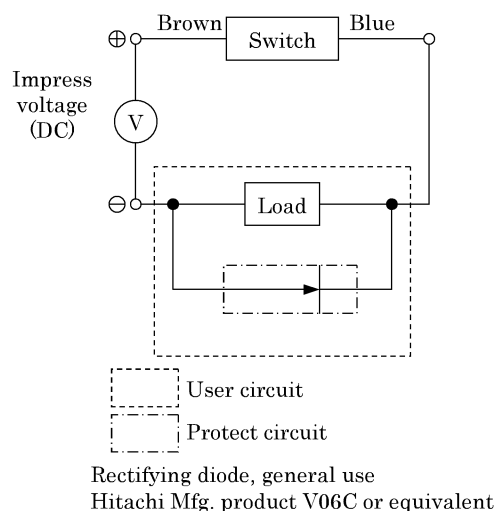 Brown
Switch
Blue
⊕
Impress
voltage
(DC)
V
⊖
Load
User circuit
Protect circuit
Rectifying diode, general use
Hitachi Mfg. product V06C or equivalent